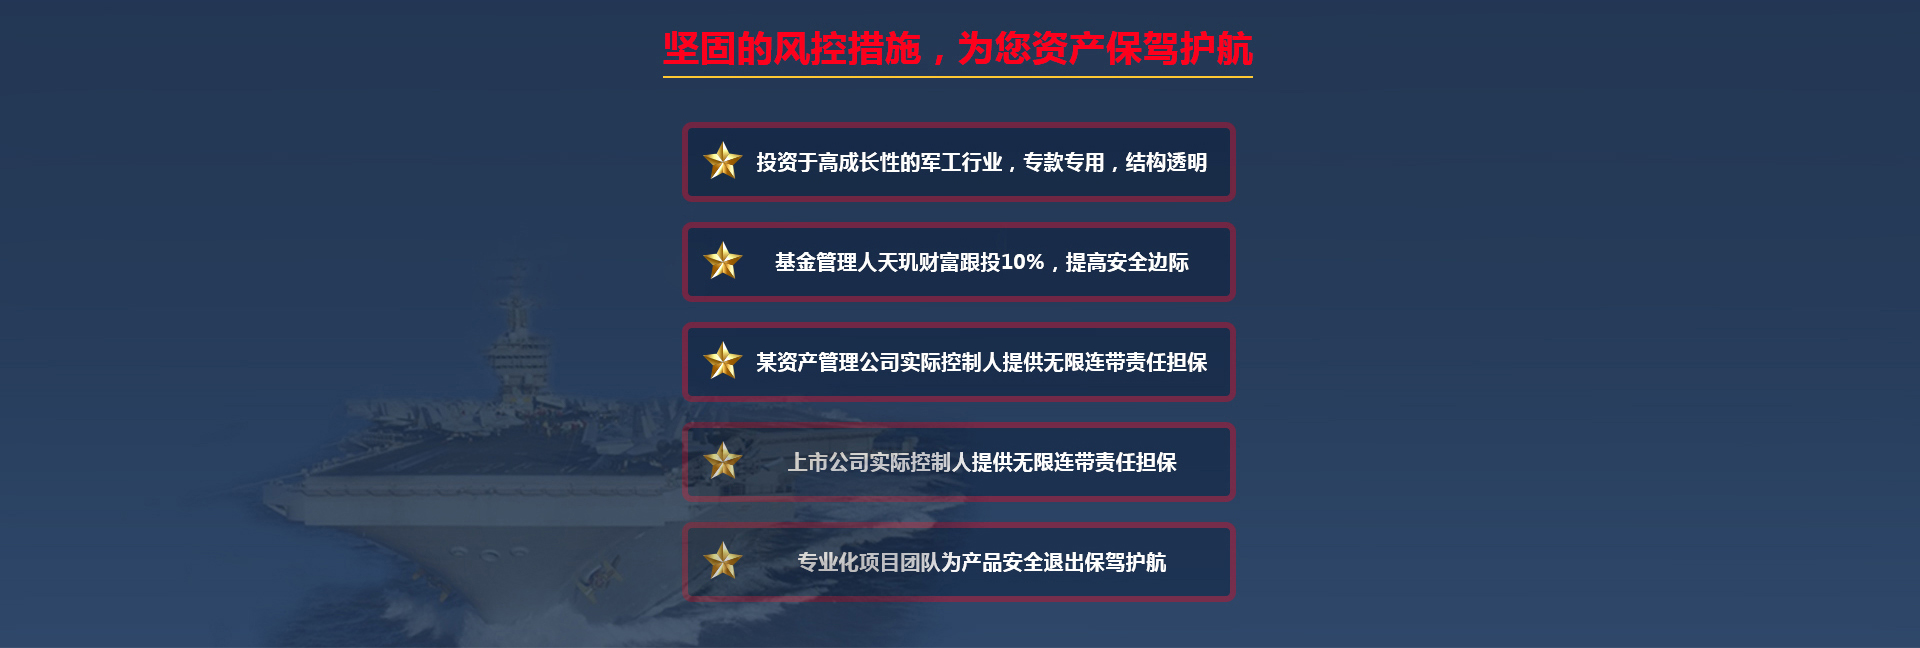 坚固的风控措施，为您资产保驾护航
投资于高成长性的军工行业，专款专用，结构透明
基金管理人天玑财富跟投10%，提高安全边际
某资产管理公司实际控制人提供无限连带责任担保
上市公司实际控制人提供无限连带责任担保
专业化项目团队为产品安全退出保驾护航